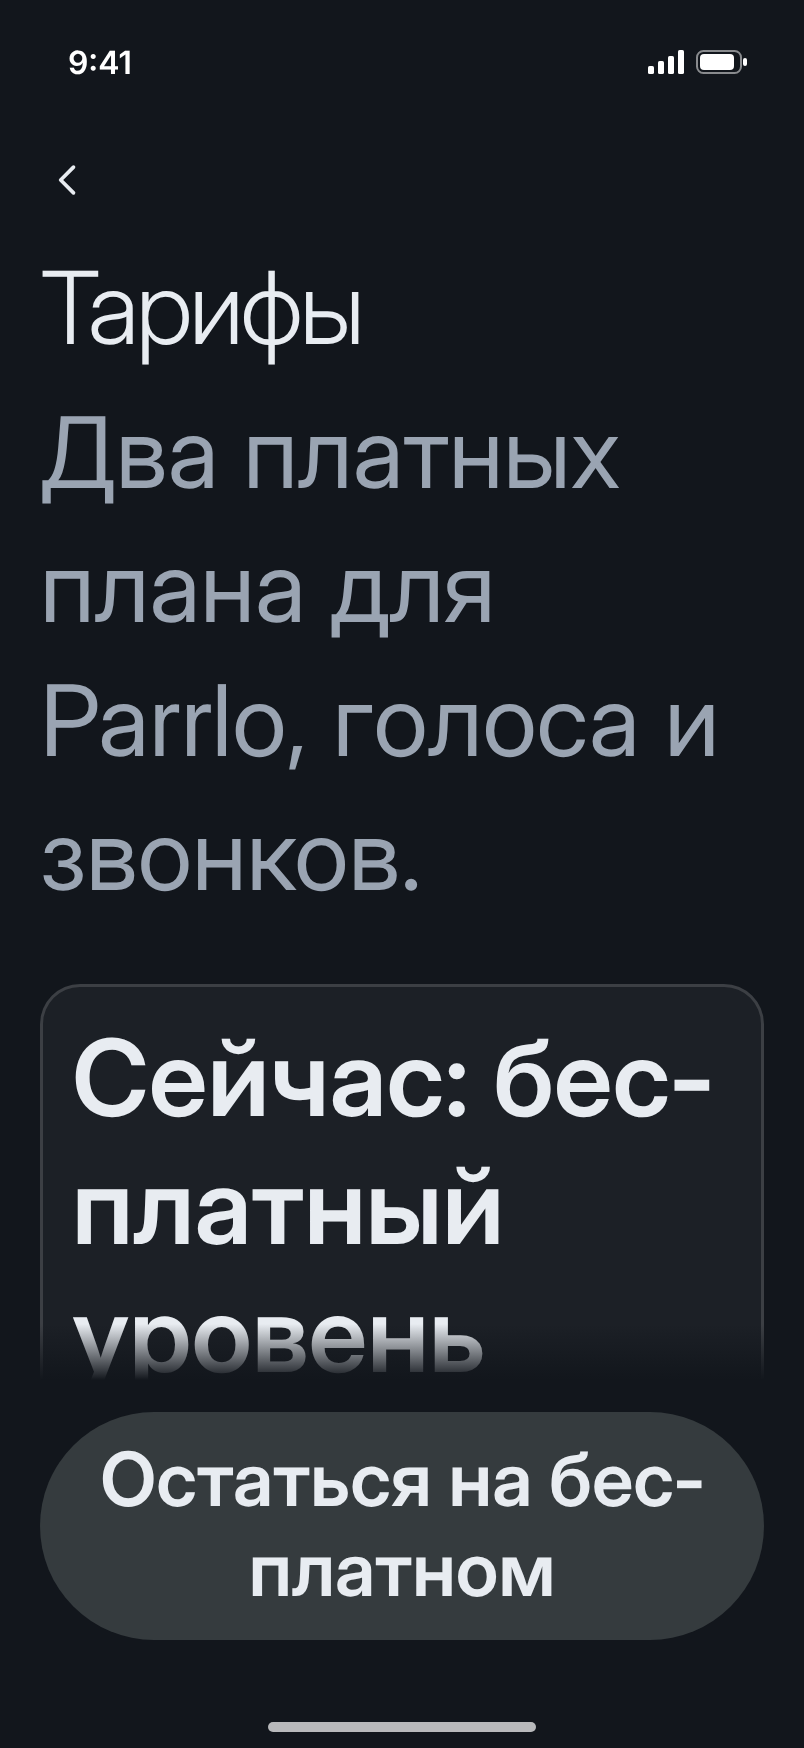 9:41
Тарифы
Два платных
плана для
Parrlo, голоса и
звонков.
Сейчас: бес-
платный
уровень
Остаться на бес-
платном